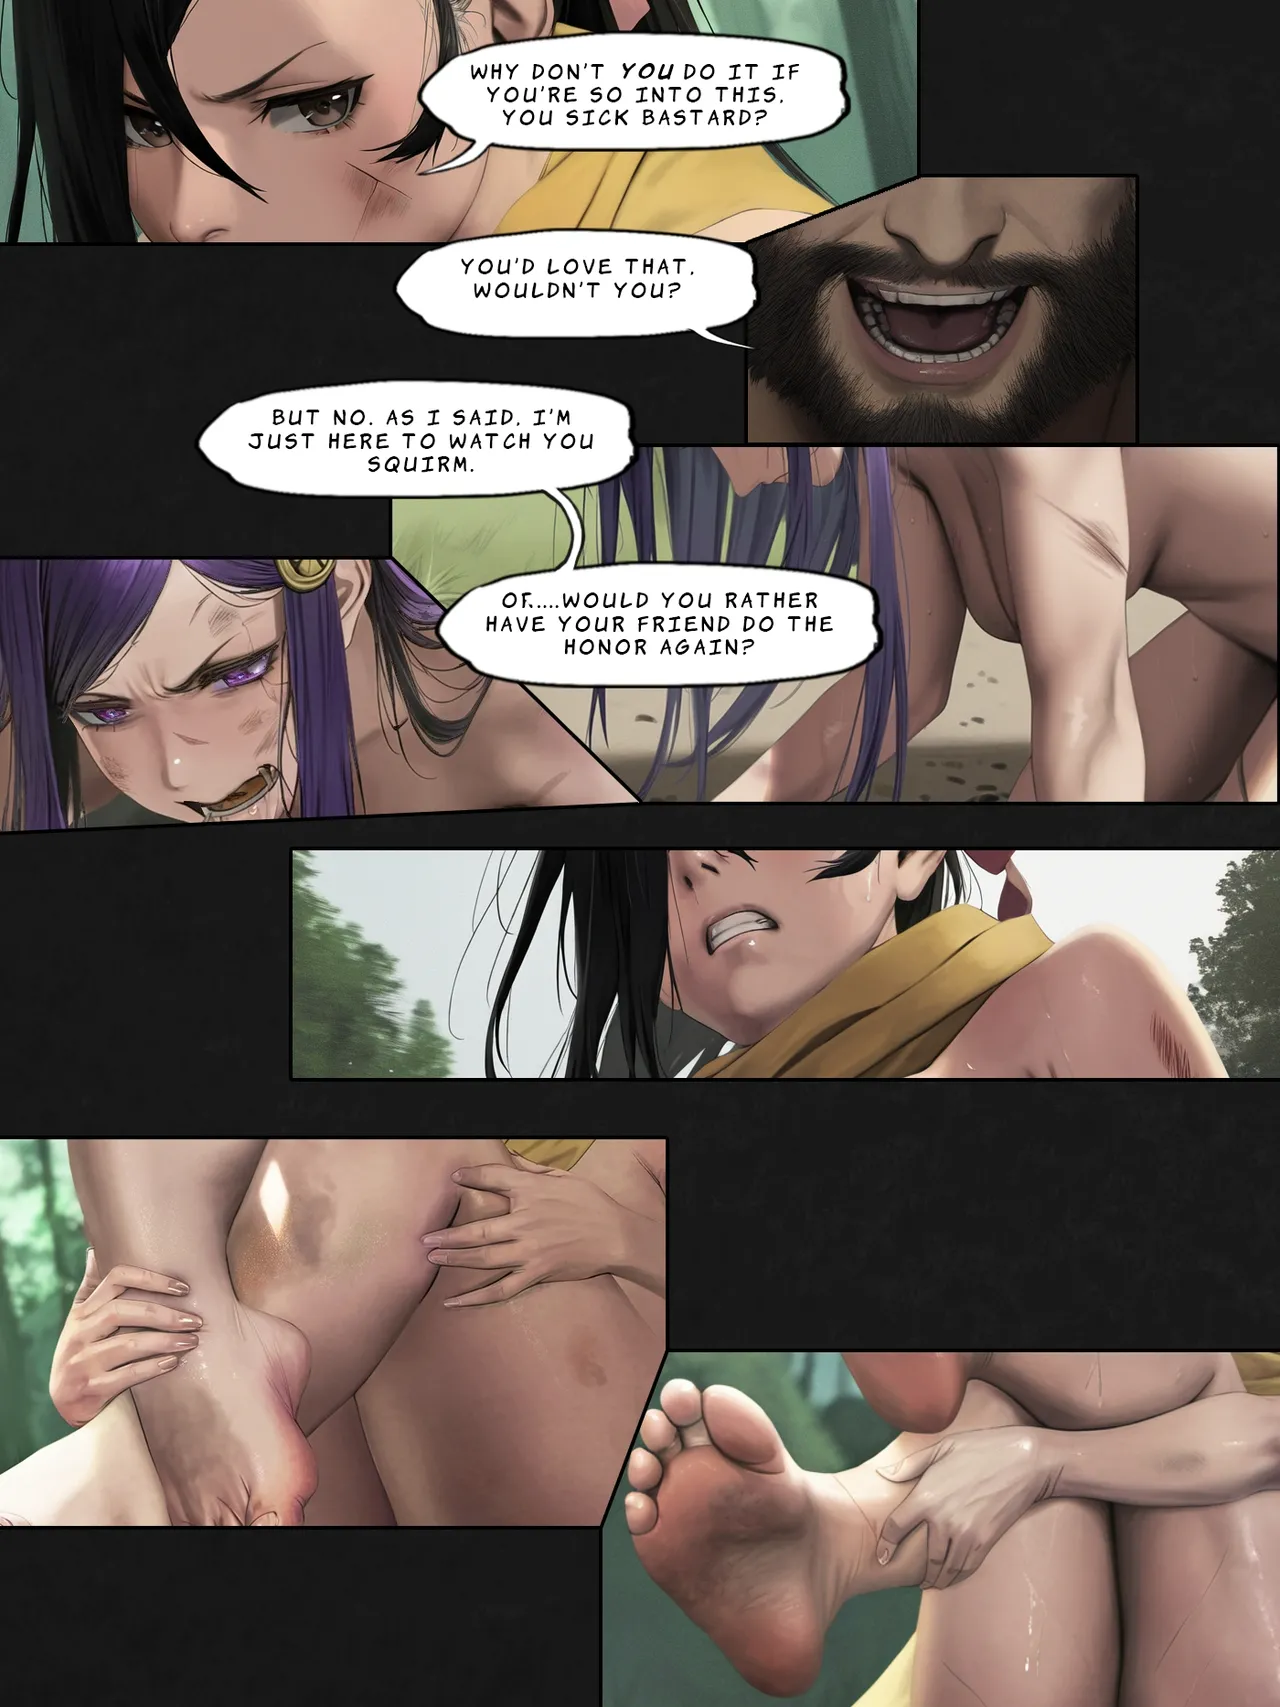 WHY DON'T YOU DO IT IF
YOU'RE SO INTO THIS,
YOU SICK BASTARD?
YOU'D LOVE THAT,
WOULDN'T YOU?
BUT NO. AS I SAID, I'M
JUST HERE TO WATCH YOU
SQUIRM.
OR.....WOULD YOU RATHER
HAVE YOUR FRIEND DO THE
HONOR AGAIN?